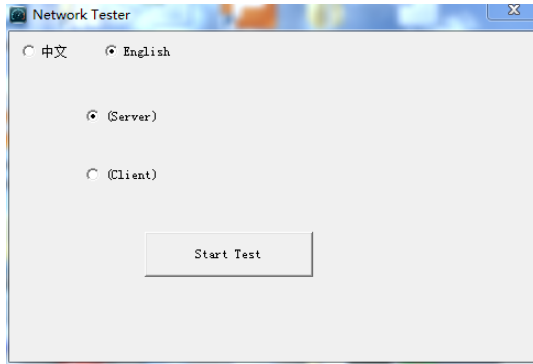 Network Tester
中文 English
(Server)
(Client)
Start Test